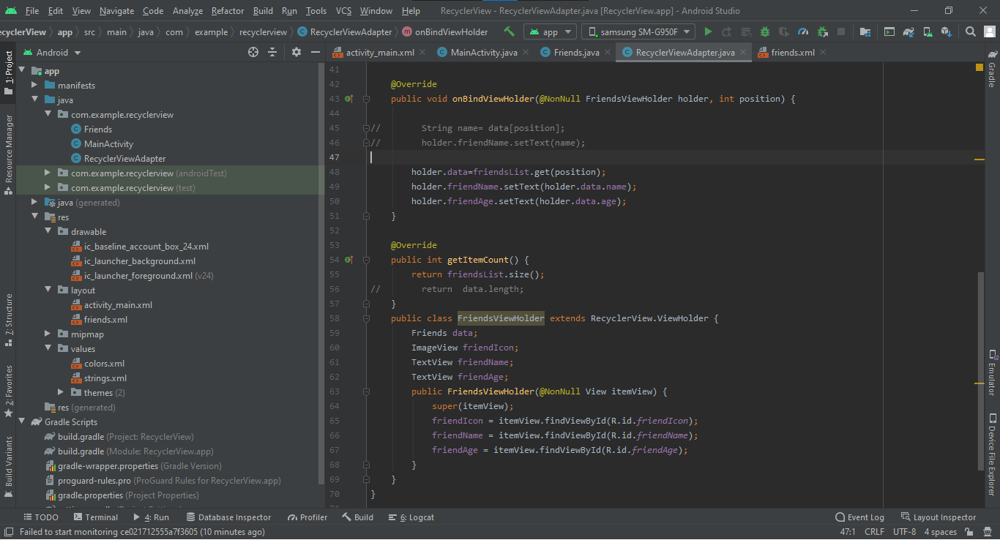 File Edit View Navigate Code Analyze Refactor Build Run Tools VCS Window Help RecyclerView - RecyclerViewAdapter.java [RecyclerView.app] - Android Studio
ecyclerView app src main java com example recyclerview RecyclerViewAdapter onBindViewHolder app samsung SM-G950F
Android
activity_main.xml MainActivity.java Friends.java RecyclerViewAdapter.java friends.xml
1: Project
Resource Manager
7: Structure
2: Favorites
Build Variants
app
manifests
java
com.example.recyclerview
Friends
MainActivity
RecyclerViewAdapter
com.example.recyclerview (androidTest)
com.example.recyclerview (test)
java (generated)
res
drawable
ic_baseline_account_box_24.xml
ic_launcher_background.xml
ic_launcher_foreground.xml (v24)
layout
activity_main.xml
friends.xml
mipmap
values
colors.xml
strings.xml
themes (2)
res (generated)
Gradle Scripts
build.gradle (Project: RecyclerView)
build.gradle (Module: RecyclerView.app)
gradle-wrapper.properties (Gradle Version)
proguard-rules.pro (ProGuard Rules for RecyclerView.app)
gradle.properties (Project Properties)
41
42 @Override
43 public void onBindViewHolder(@NonNull FriendsViewHolder holder, int position) {
44
45 // String name= data[position];
46 // holder.friendName.setText(name);
47
48 holder.data=friendsList.get(position);
49 holder.friendName.setText(holder.data.name);
50 holder.friendAge.setText(holder.data.age);
51 }
52
53 @Override
54 public int getItemCount() {
55 return friendsList.size();
56 // return data.length;
57 }
58 public class FriendsViewHolder extends RecyclerView.ViewHolder {
59 Friends data;
60 ImageView friendIcon;
61 TextView friendName;
62 TextView friendAge;
63 public FriendsViewHolder(@NonNull View itemView) {
64 super(itemView);
65 friendIcon = itemView.findViewById(R.id.friendIcon);
66 friendName = itemView.findViewById(R.id.friendName);
67 friendAge = itemView.findViewById(R.id.friendAge);
68 }
69 }
70 }
Gradle
Emulator
Device File Explorer
TODO Terminal 4: Run Database Inspector Profiler Build 6: Logcat Event Log Layout Inspector
Failed to start monitoring ce021712555a7f3605 (10 minutes ago) 47:1 CRLF UTF-8 4 spaces